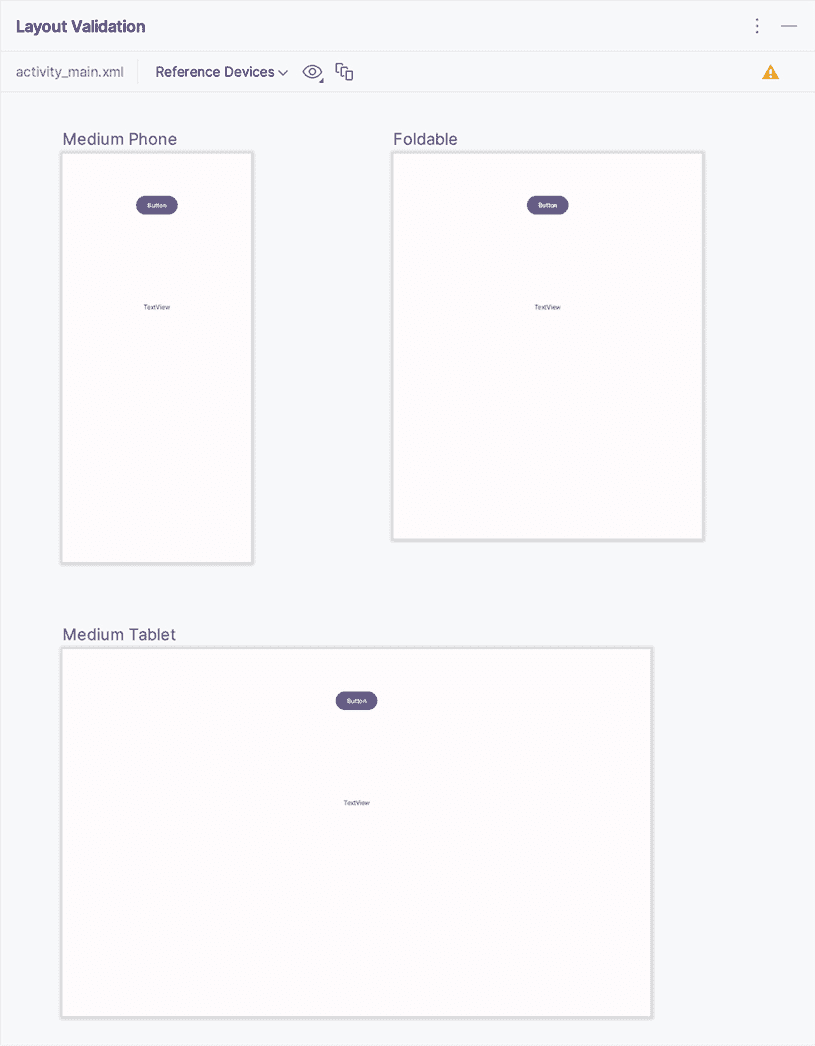 Layout Validation
activity_main.xml Reference Devices
Medium Phone
Button
TextView
Foldable
Button
TextView
Medium Tablet
Button
TextView